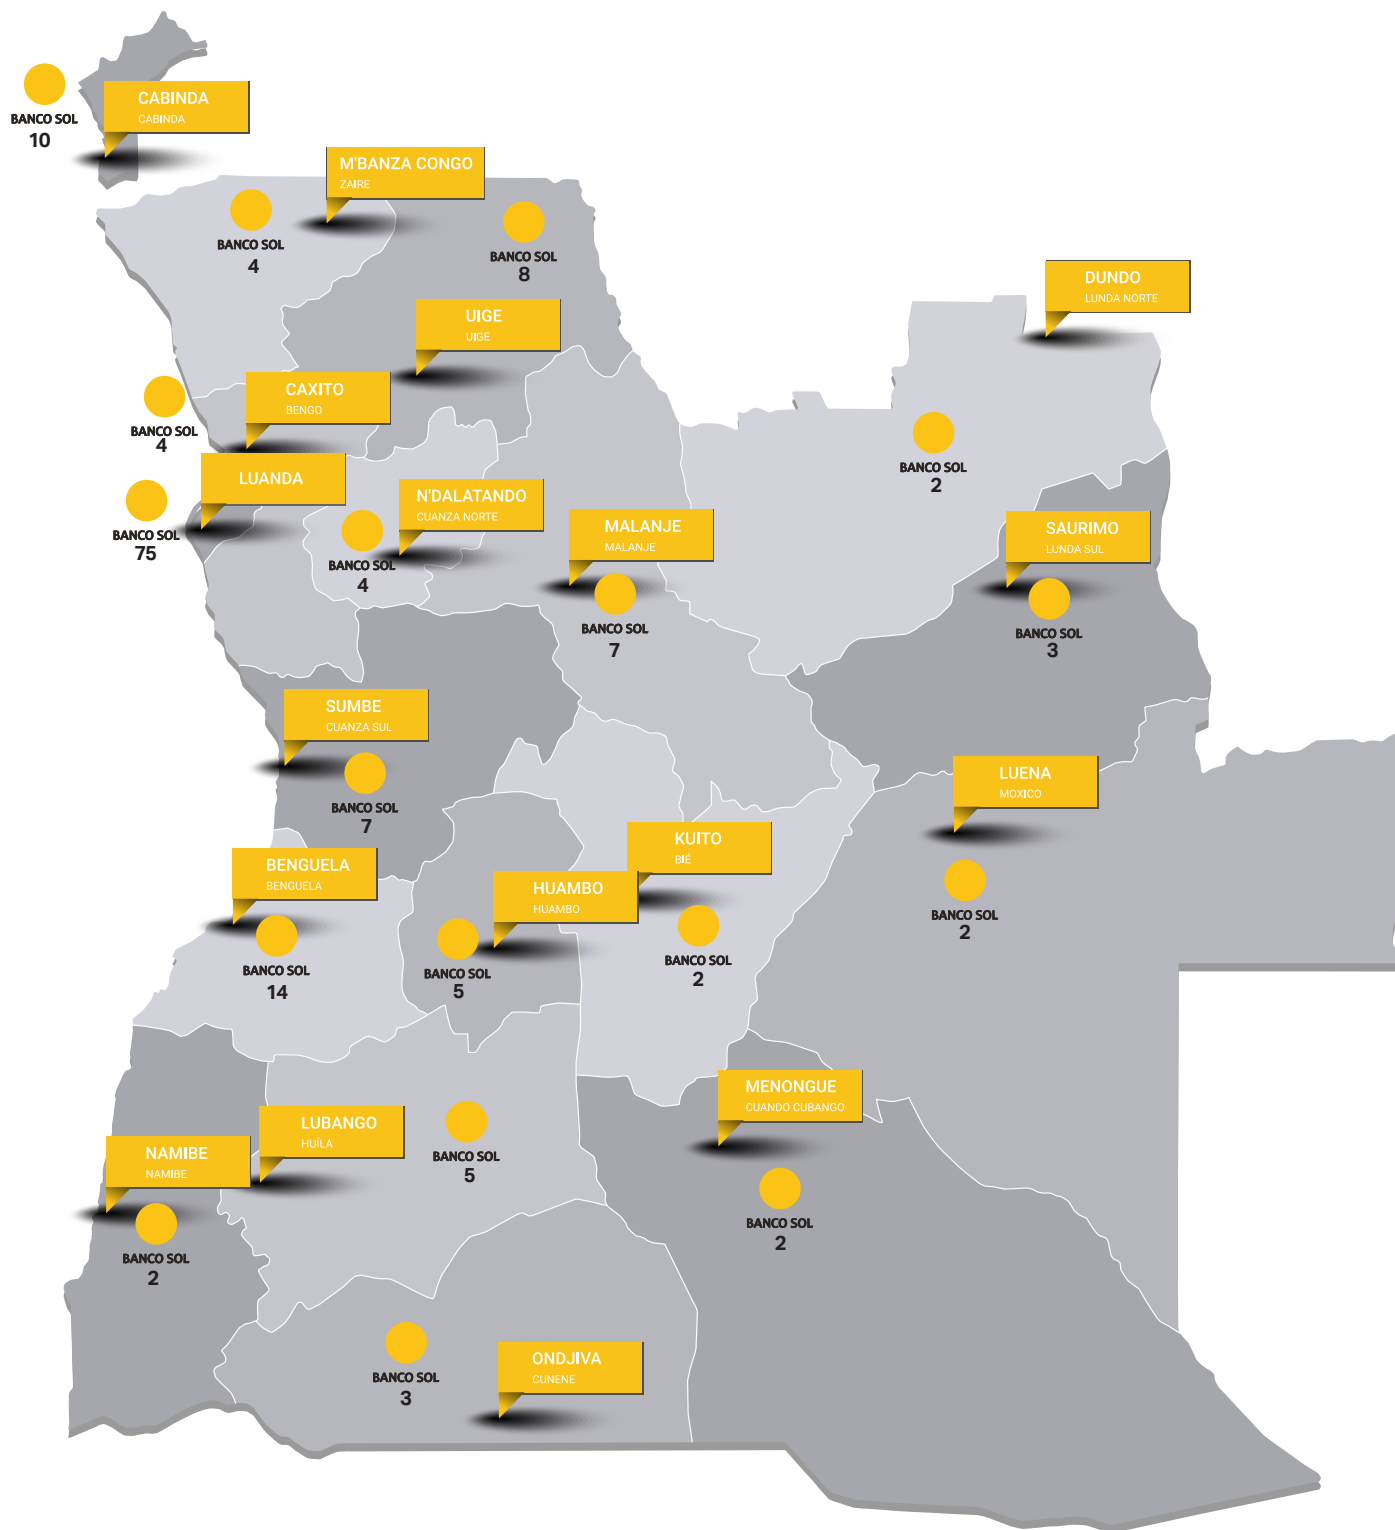 CABINDA
CABINDA
BANCO SOL
10
M'BANZA CONGO
ZAIRE
BANCO SOL
4
BANCO SOL
8
DUNDO
LUNDA NORTE
UIGE
UIGE
CAXITO
BENGO
BANCO SOL
4
BANCO SOL
2
LUANDA
BANCO SOL
75
N'DALATANDO
CUANZA NORTE
BANCO SOL
4
MALANJE
MALANJE
BANCO SOL
7
SAURIMO
LUNDA SUL
BANCO SOL
3
SUMBE
CUANZA SUL
BANCO SOL
7
LUENA
MOXICO
BANCO SOL
2
KUITO
BIÉ
BANCO SOL
2
BENGUELA
BENGUELA
BANCO SOL
14
HUAMBO
HUAMBO
BANCO SOL
5
MENONGUE
CUANDO CUBANGO
BANCO SOL
2
LUBANGO
HUÍLA
BANCO SOL
5
NAMIBE
NAMIBE
BANCO SOL
2
BANCO SOL
3
ONDJIVA
CUNENE